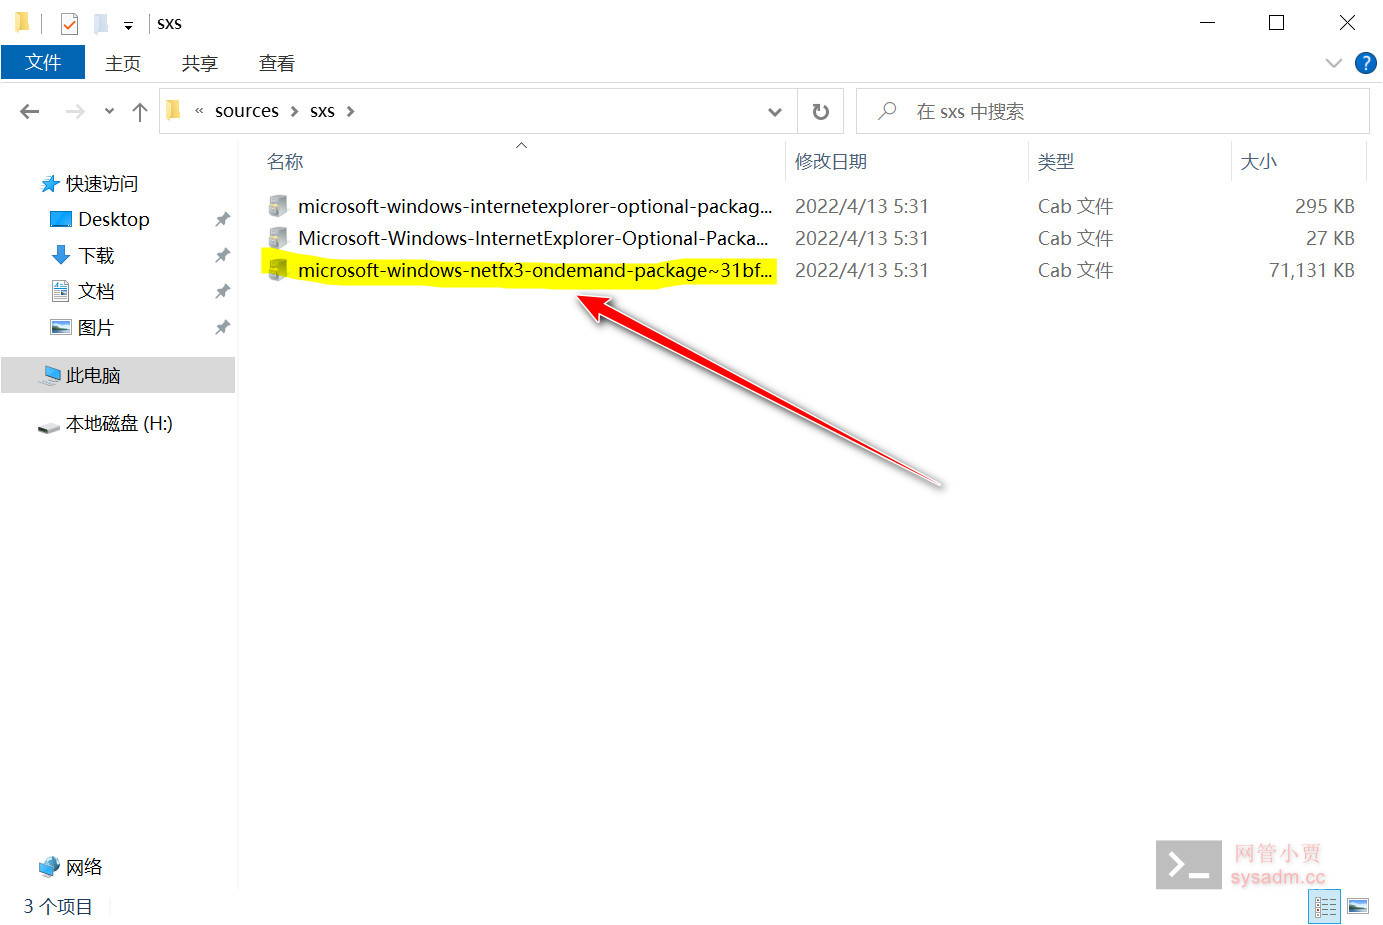 sxs
文件 主页 共享 查看
« sources > sxs >
在 sxs 中搜索
名称 修改日期 类型 大小
快速访问
Desktop
下载
文档
图片
此电脑
本地磁盘 (H:)
网络
microsoft-windows-internetexplorer-optional-packag... 2022/4/13 5:31 Cab 文件 295 KB
Microsoft-Windows-InternetExplorer-Optional-Packa... 2022/4/13 5:31 Cab 文件 27 KB
microsoft-windows-netfx3-ondemand-package~31bf... 2022/4/13 5:31 Cab 文件 71,131 KB
网管小贾
sysadm.cc
3 个项目